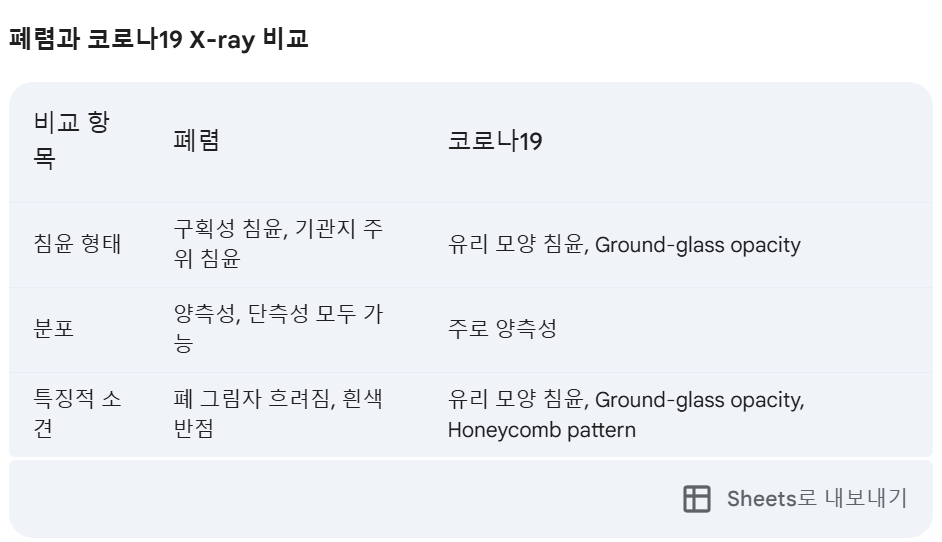 폐렴과 코로나19 X-ray 비교
비교 항
목
폐렴
코로나19
침윤 형태
구획성 침윤, 기관지 주
위 침윤
유리 모양 침윤, Ground-glass opacity
분포
양측성, 단측성 모두 가
능
주로 양측성
특징적 소
견
폐 그림자 흐려짐, 흰색
반점
유리 모양 침윤, Ground-glass opacity,
Honeycomb pattern
Sheets로 내보내기